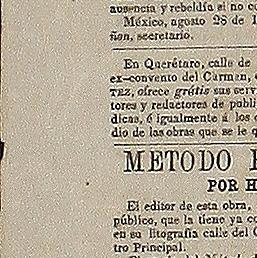 ausencia y rebeldía si no co
México, agosto 28 de 1
ñon, secretario.
En Querétaro, calle de
ex-convento del Carmen, c
TEZ, ofrece grátis sus serv
tores y redactores de publi
dicas, é igualmente á los
dio de las obras que se le q
METODO
POR H
El editor de esta obra,
público, que la tiene ya co
en su litografía calle del C
tro Principal.